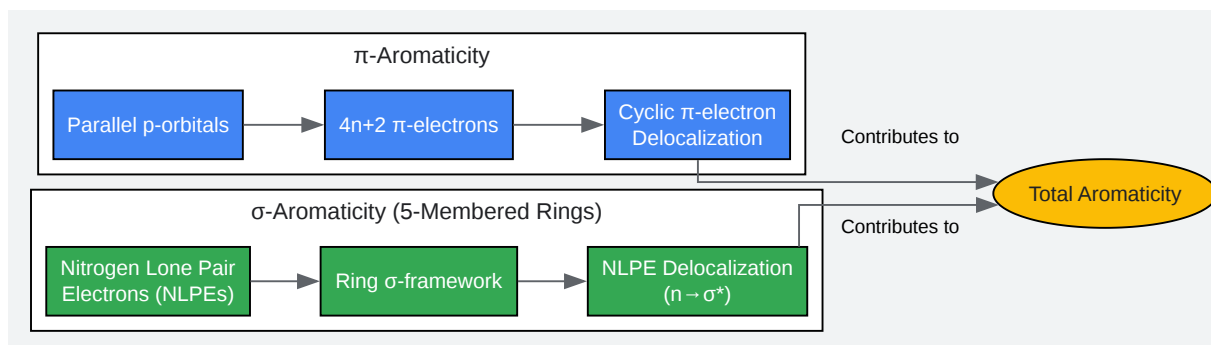 π-Aromaticity
Parallel p-orbitals
4n+2 π-electrons
Cyclic π-electron
Delocalization
Contributes to
Total Aromaticity
σ-Aromaticity (5-Membered Rings)
Contributes to
Nitrogen Lone Pair
Electrons (NLPEs)
Ring σ-framework
NLPE Delocalization
(n→σ*)